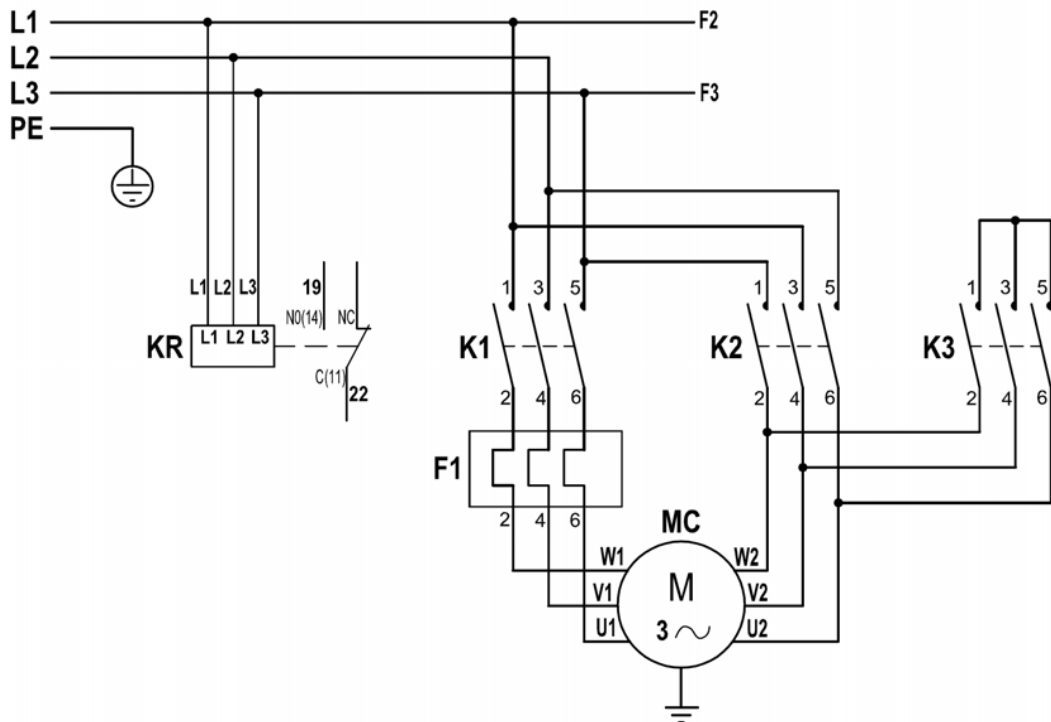 L1 F2
L2
L3 F3
PE
L1 L2 L3 19 1 3 5 1 3 5 1 3 5
N0(14) NC
KR L1 L2 L3 K1 K2 K3
C(11)
22 2 4 6 2 4 6 2 4 6
F1
2 4 6 MC
W1 W2
M
V1 V2
3
U1 U2